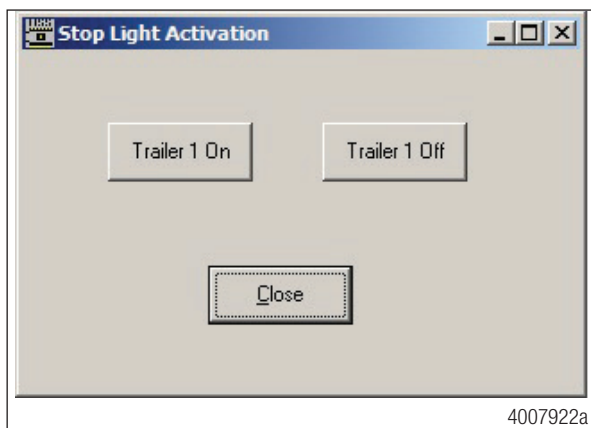 Stop Light Activation
Trailer 1 On Trailer 1 Off
Close
4007922a